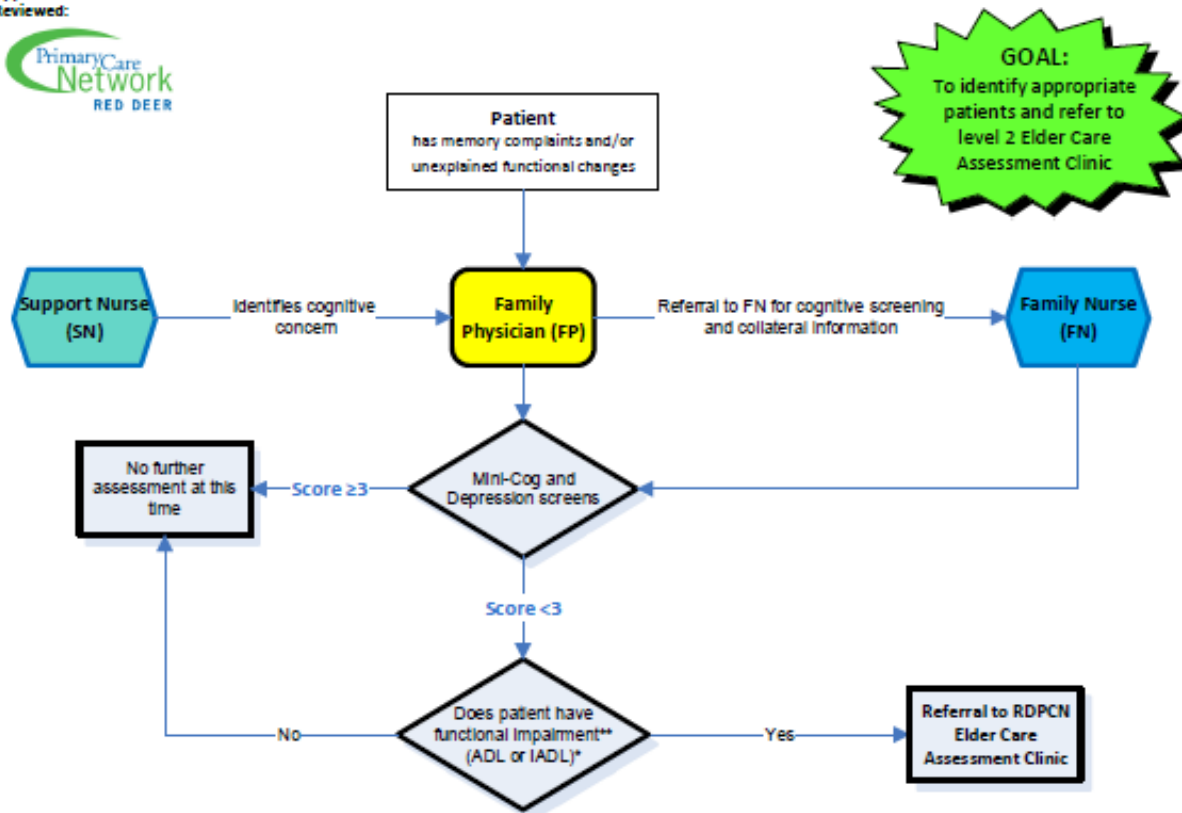 Reviewed:
PrimaryCare
Network
RED DEER
GOAL:
To identify appropriate
patients and refer to
level 2 Elder Care
Assessment Clinic
Patient
has memory complaints and/or
unexplained functional changes
Support Nurse
(SN)
Identifies cognitive
concern
Family
Physician (FP)
Referral to FN for cognitive screening
and collateral information
Family Nurse
(FN)
No further
assessment at this
time
Score ≥3
Mini-Cog and
Depression screens
Score <3
Does patient have
functional impairment**
(ADL or IADL)*
No
Yes
Referral to RDPCN
Elder Care
Assessment Clinic